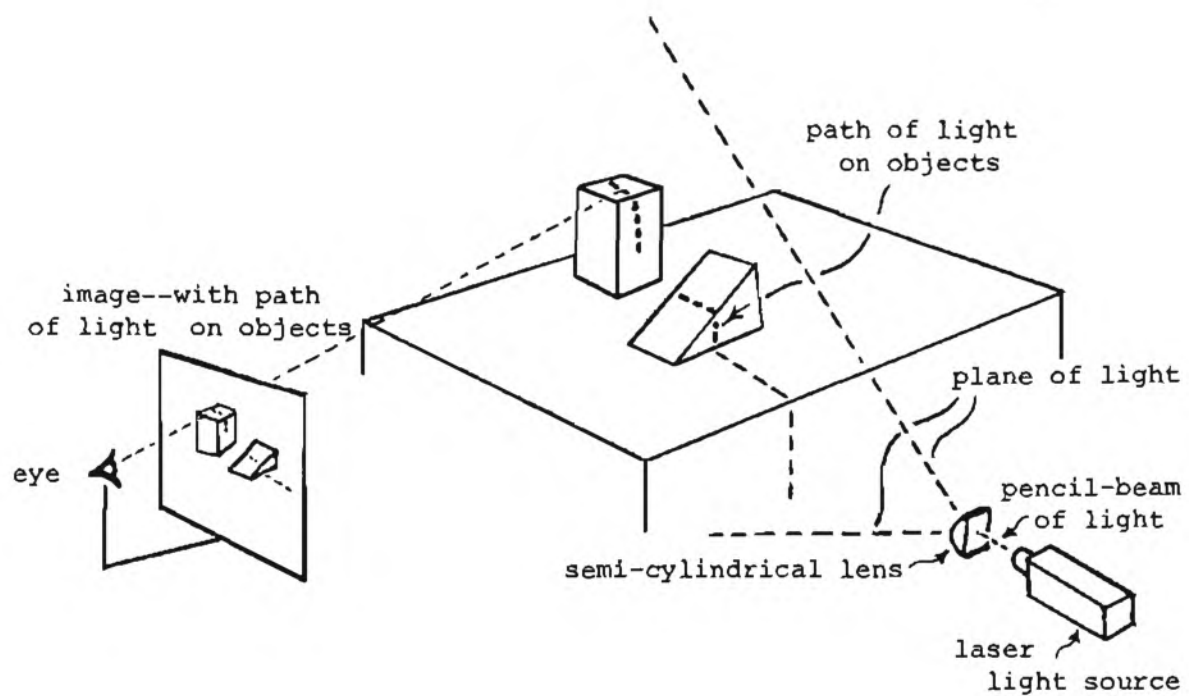 path of light
on objects
image--with path
of light on objects
plane of light
eye
pencil-beam
of light
semi-cylindrical lens
laser
light source